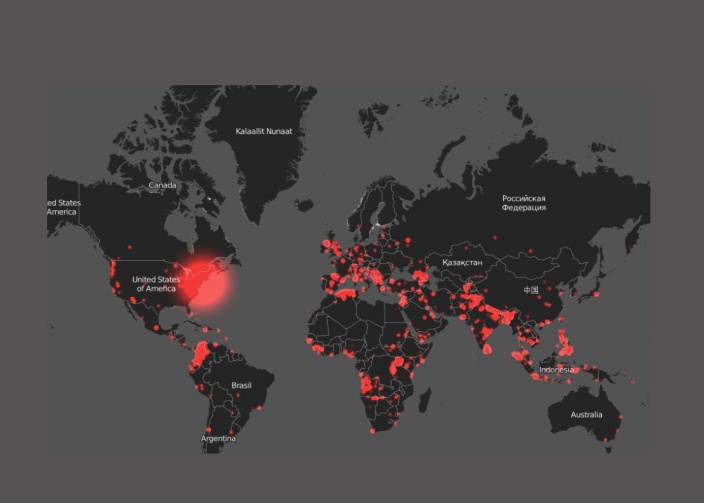 Kalaallit Nunaat
Canada
ed States
America
Российская
Федерация
Қазақстан
United States
of America
中国
Indonesia
Brasil
Australia
Argentina